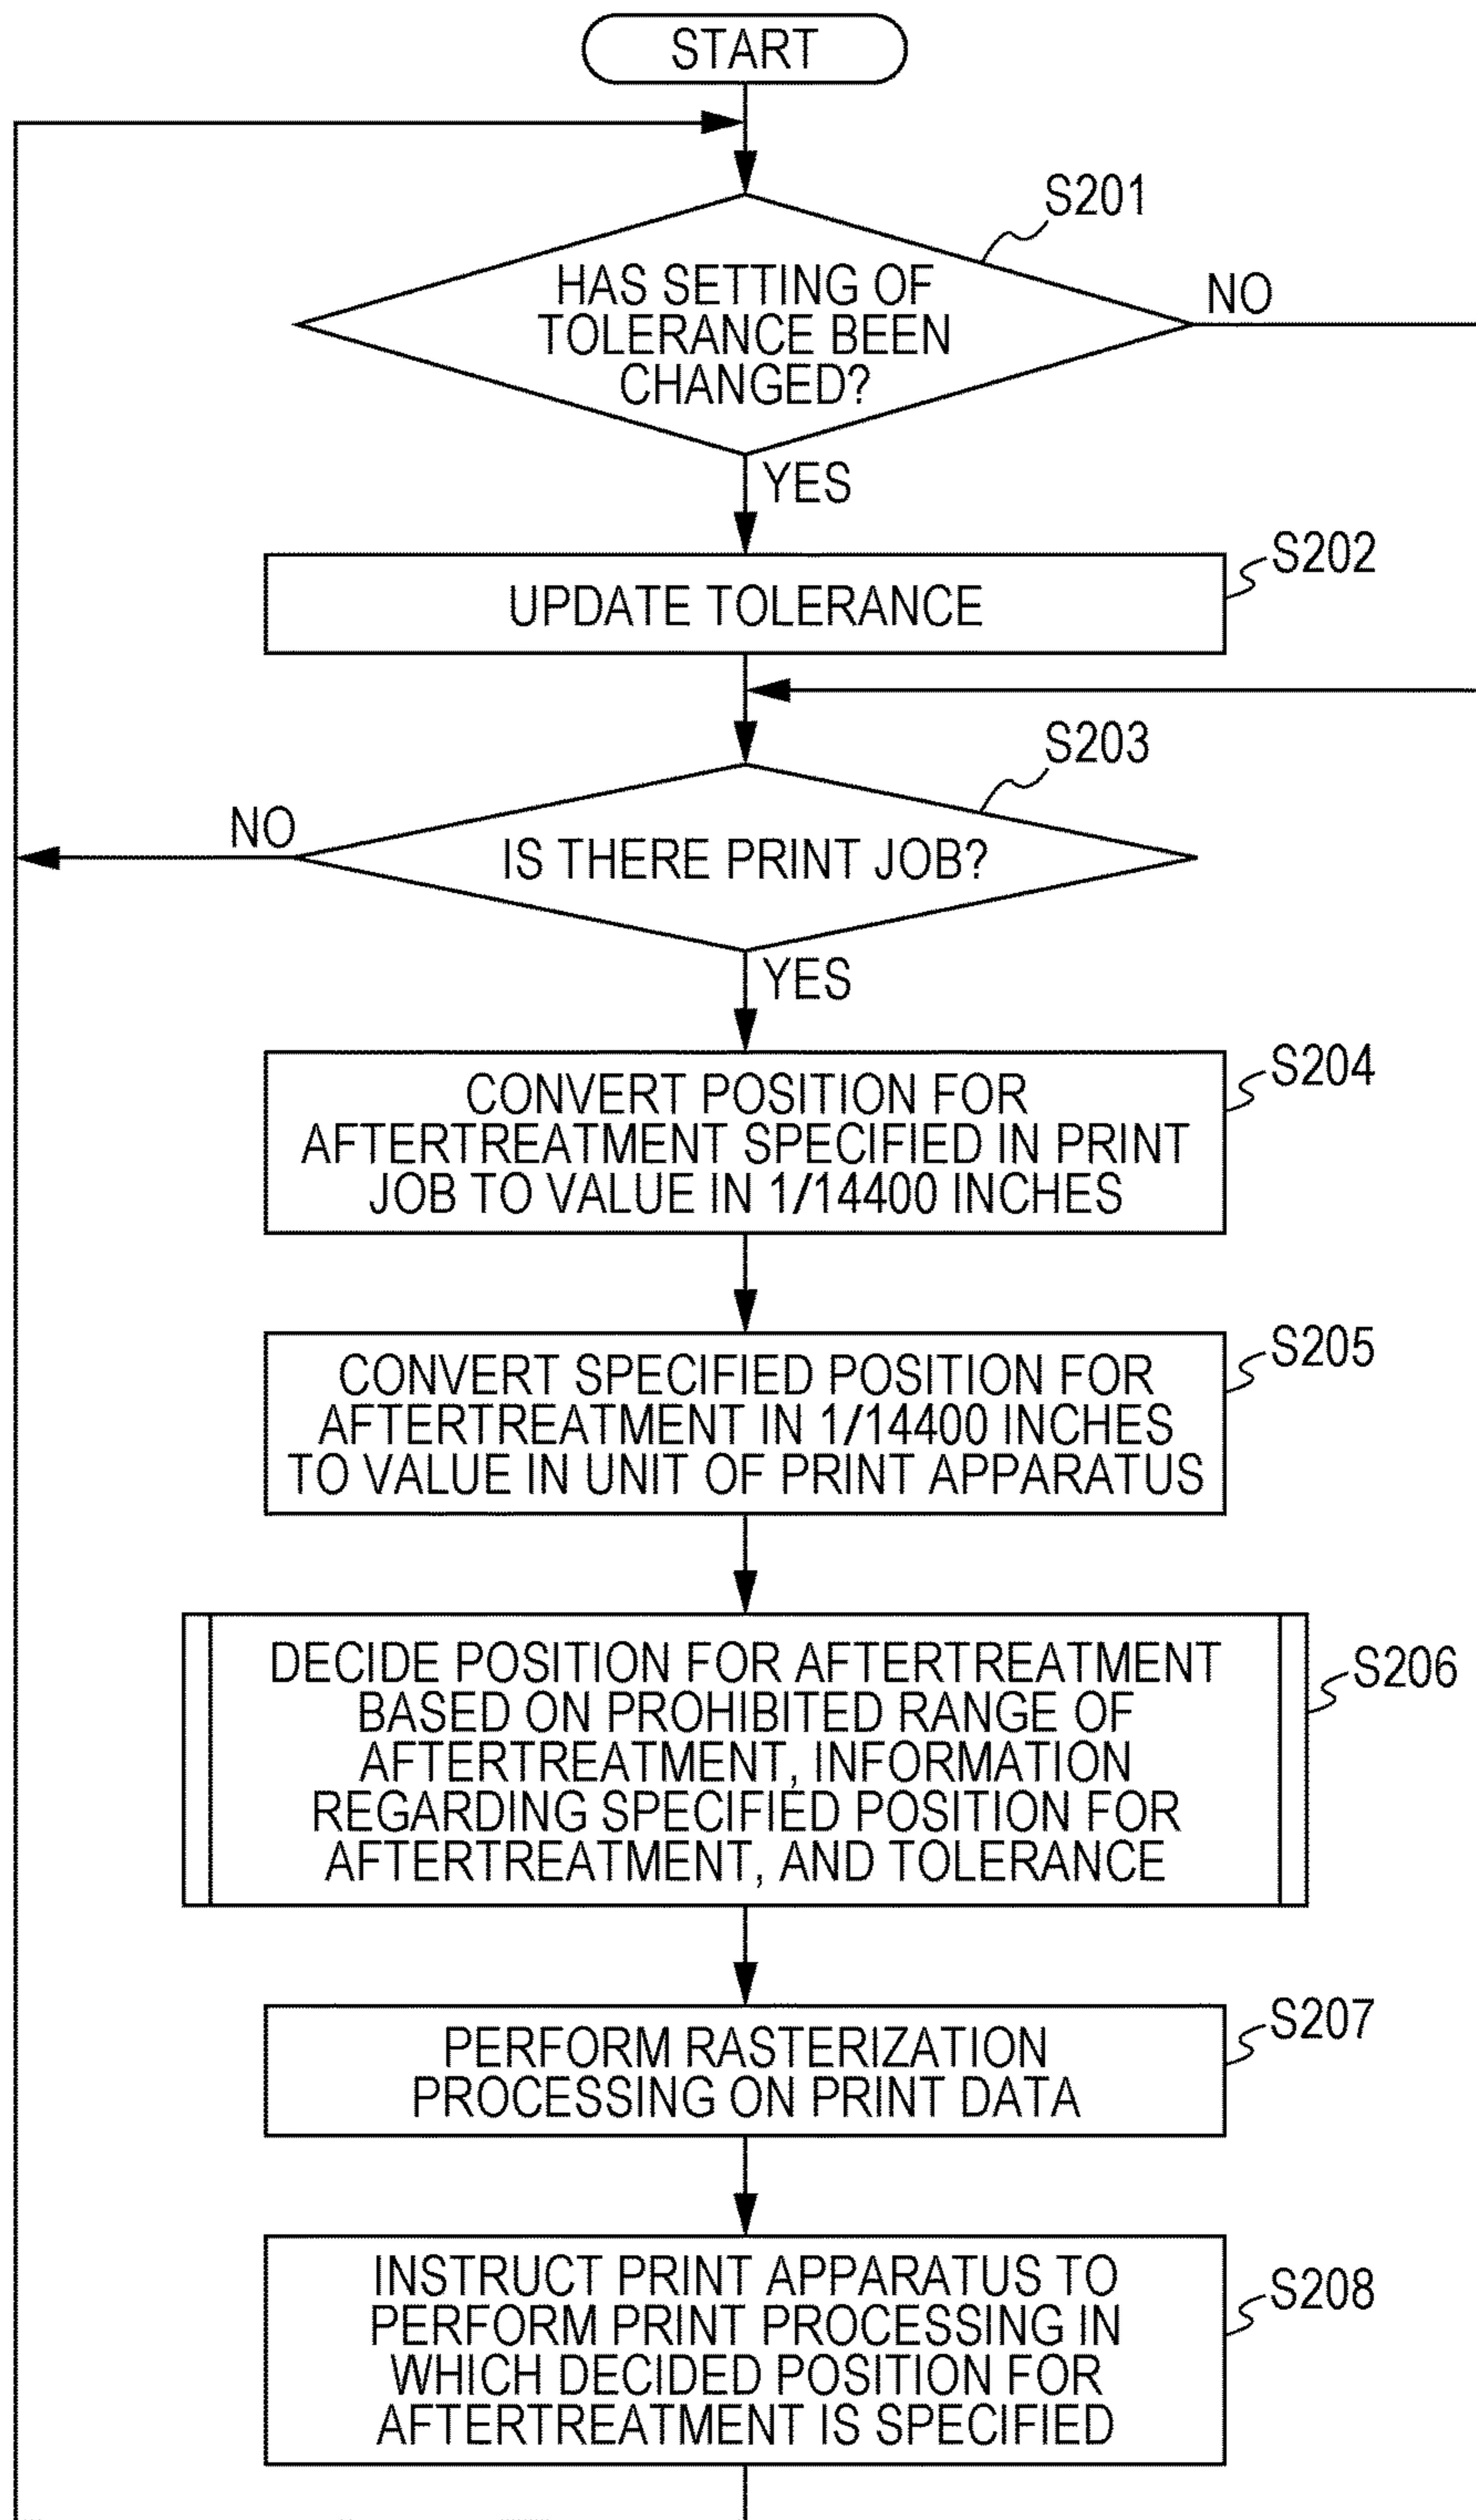 START
S201
HAS SETTING OF
TOLERANCE BEEN
CHANGED?
NO
YES
S202
UPDATE TOLERANCE
S203
NO
IS THERE PRINT JOB?
YES
S204
CONVERT POSITION FOR
AFTERTREATMENT SPECIFIED IN PRINT
JOB TO VALUE IN 1/14400 INCHES
S205
CONVERT SPECIFIED POSITION FOR
AFTERTREATMENT IN 1/14400 INCHES
TO VALUE IN UNIT OF PRINT APPARATUS
S206
DECIDE POSITION FOR AFTERTREATMENT
BASED ON PROHIBITED RANGE OF
AFTERTREATMENT, INFORMATION
REGARDING SPECIFIED POSITION FOR
AFTERTREATMENT, AND TOLERANCE
S207
PERFORM RASTERIZATION
PROCESSING ON PRINT DATA
S208
INSTRUCT PRINT APPARATUS TO
PERFORM PRINT PROCESSING IN
WHICH DECIDED POSITION FOR
AFTERTREATMENT IS SPECIFIED